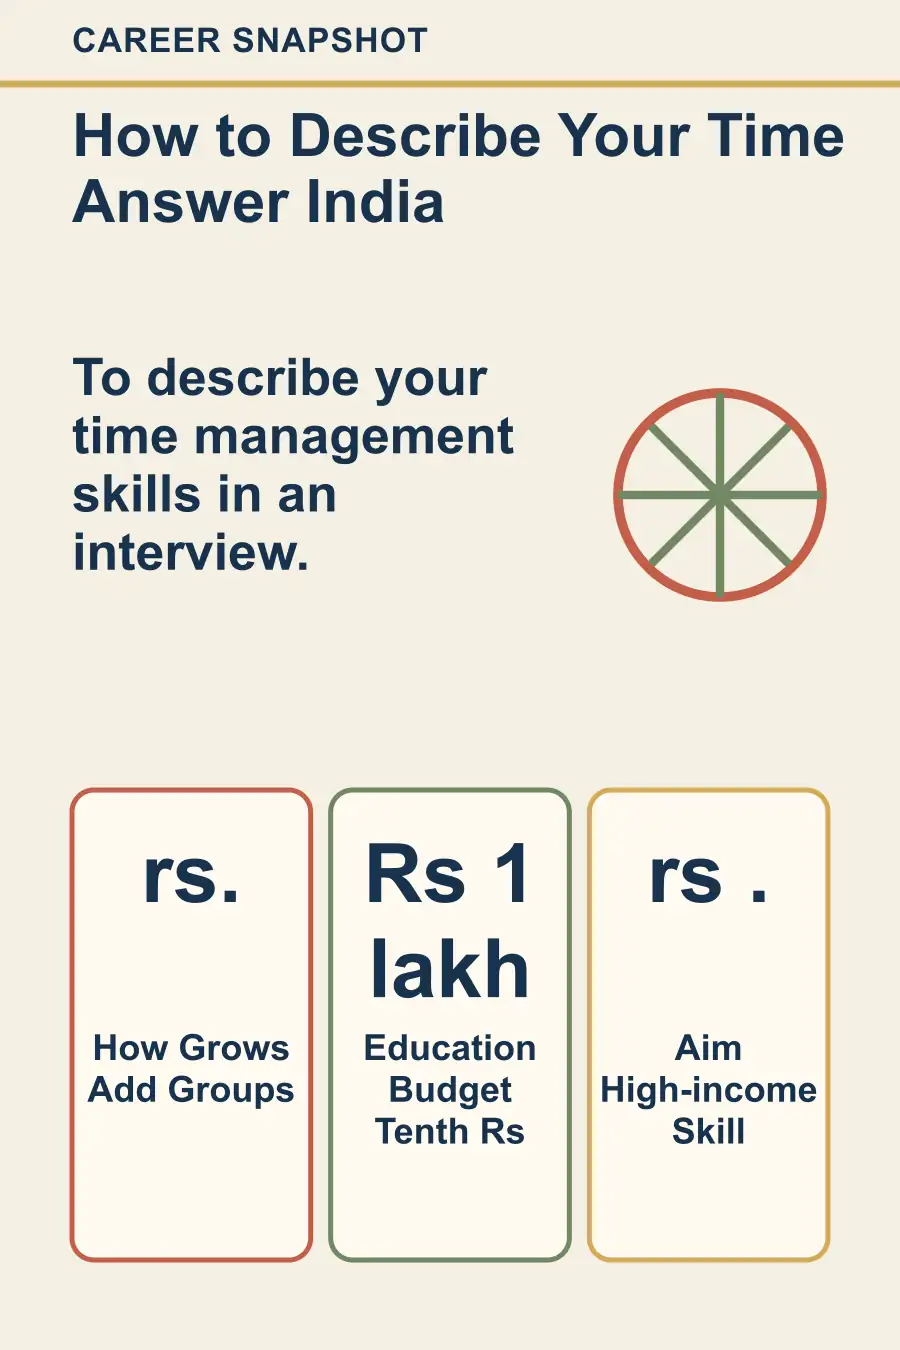 CAREER SNAPSHOT
How to Describe Your Time
Answer India
To describe your
time management
skills in an
interview.
rs.
How Grows
Add Groups
Rs 1
lakh
Education
Budget
Tenth Rs
rs .
Aim
High-income
Skill